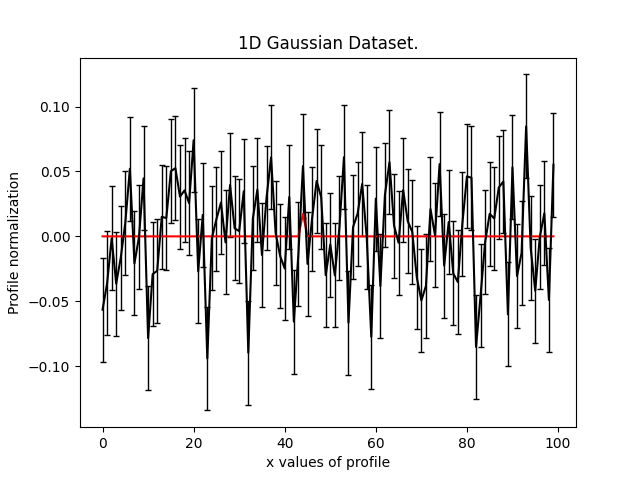 1D Gaussian Dataset.
0.10
0.05
0.00
−0.05
−0.10
Profile normalization
0 20 40 60 80 100
x values of profile